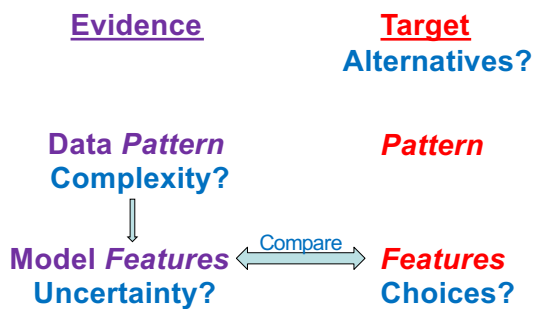 Evidence
Target
Alternatives?
Data Pattern
Pattern
Complexity?
Model Features
Compare
Features
Uncertainty?
Choices?